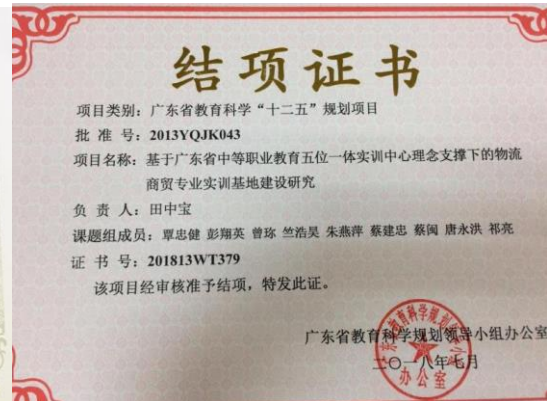 结项证书
项目类别：广东省教育科学“十二五”规划项目
批 准 号：2013YQJK043
项目名称：基于广东省中等职业教育五位一体实训中心理念支撑下的物流
商贸专业实训基地建设研究
负 责 人：田中宝
课题组成员：覃忠健 彭翔英 曾珎 竺浩昊 朱燕萍 蔡建忠 蔡闽 唐永洪 祁亮
证 书 号：201813WT379
该项目经审核准予结项，特发此证。
广东省教育科学规划领导小组办公室
二〇一八年七月
办公室